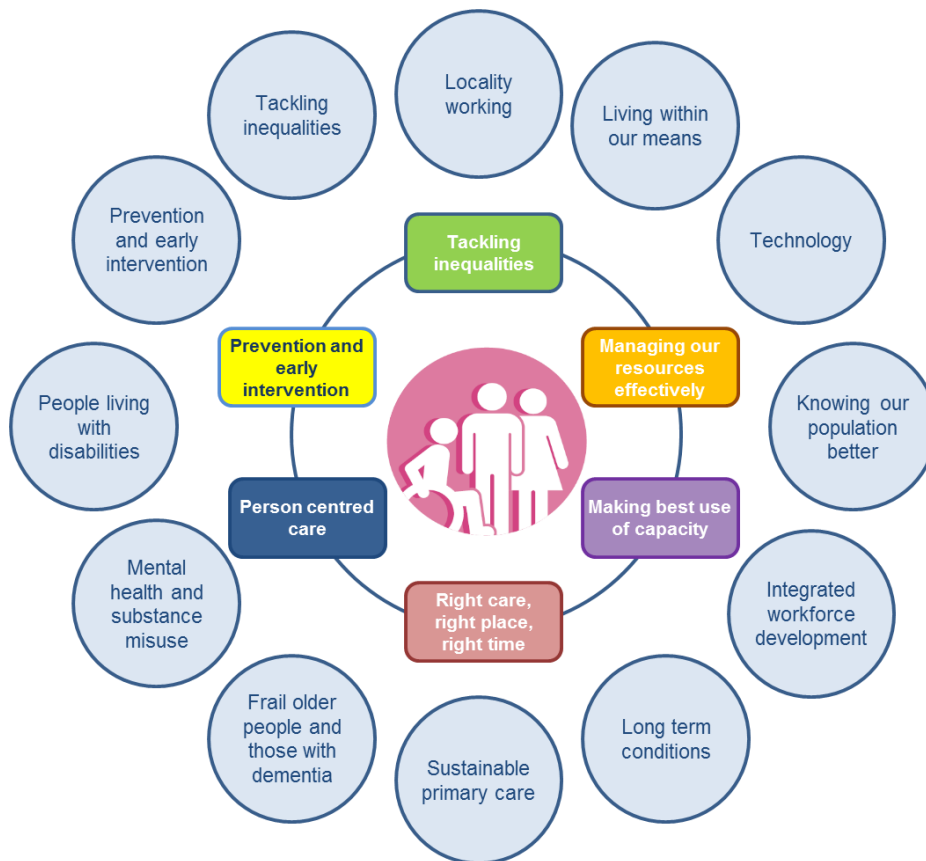 Locality
working
Living within
our means
Technology
Knowing our
population
better
Integrated
workforce
development
Long term
conditions
Sustainable
primary care
Frail older
people and
those with
dementia
Mental
health and
substance
misuse
People living
with
disabilities
Prevention
and early
intervention
Tackling
inequalities
Tackling
inequalities
Managing our
resources
effectively
Making best use
of capacity
Right care,
right place,
right time
Person centred
care
Prevention and
early
intervention